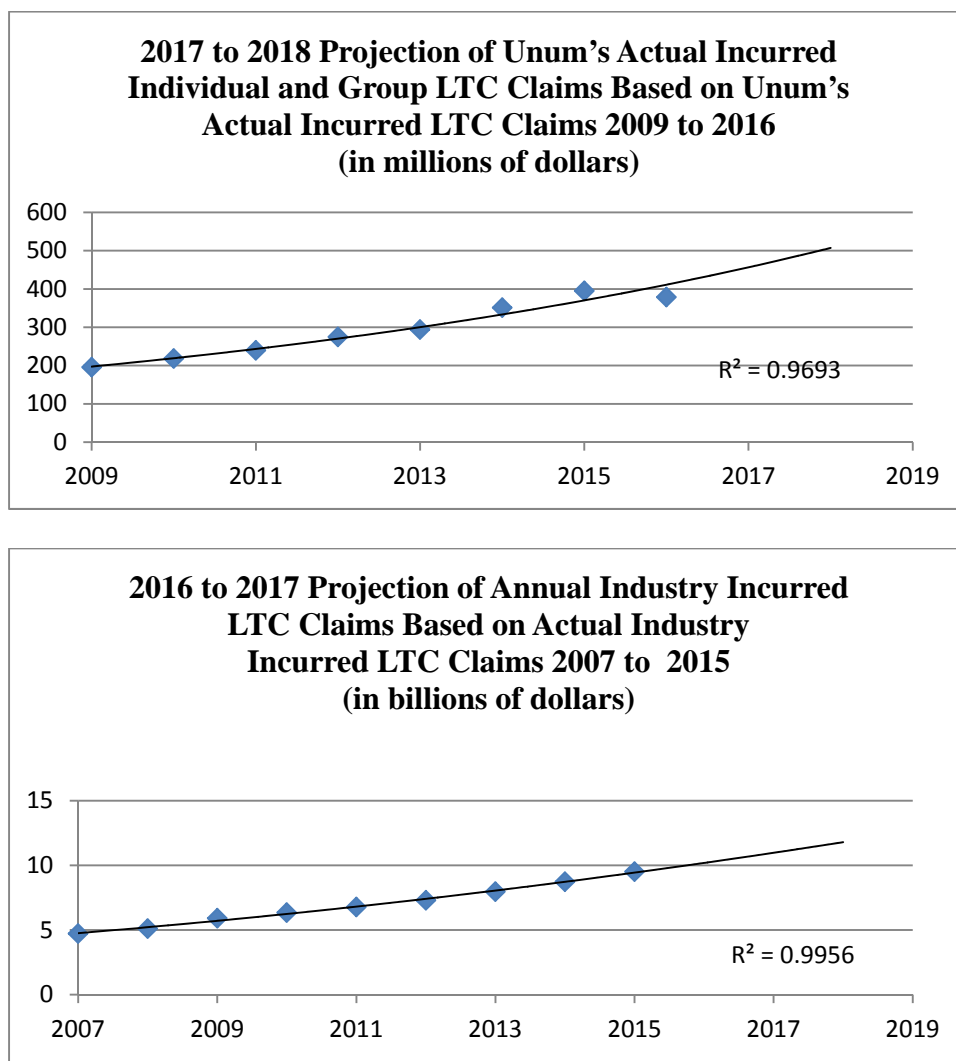 2017 to 2018 Projection of Unum’s Actual Incurred
Individual and Group LTC Claims Based on Unum’s
Actual Incurred LTC Claims 2009 to 2016
(in millions of dollars)
600
500
400
300
200
100
0
R² = 0.9693
2009 2011 2013 2015 2017 2019
2016 to 2017 Projection of Annual Industry Incurred
LTC Claims Based on Actual Industry
Incurred LTC Claims 2007 to 2015
(in billions of dollars)
15
10
5
0
R² = 0.9956
2007 2009 2011 2013 2015 2017 2019